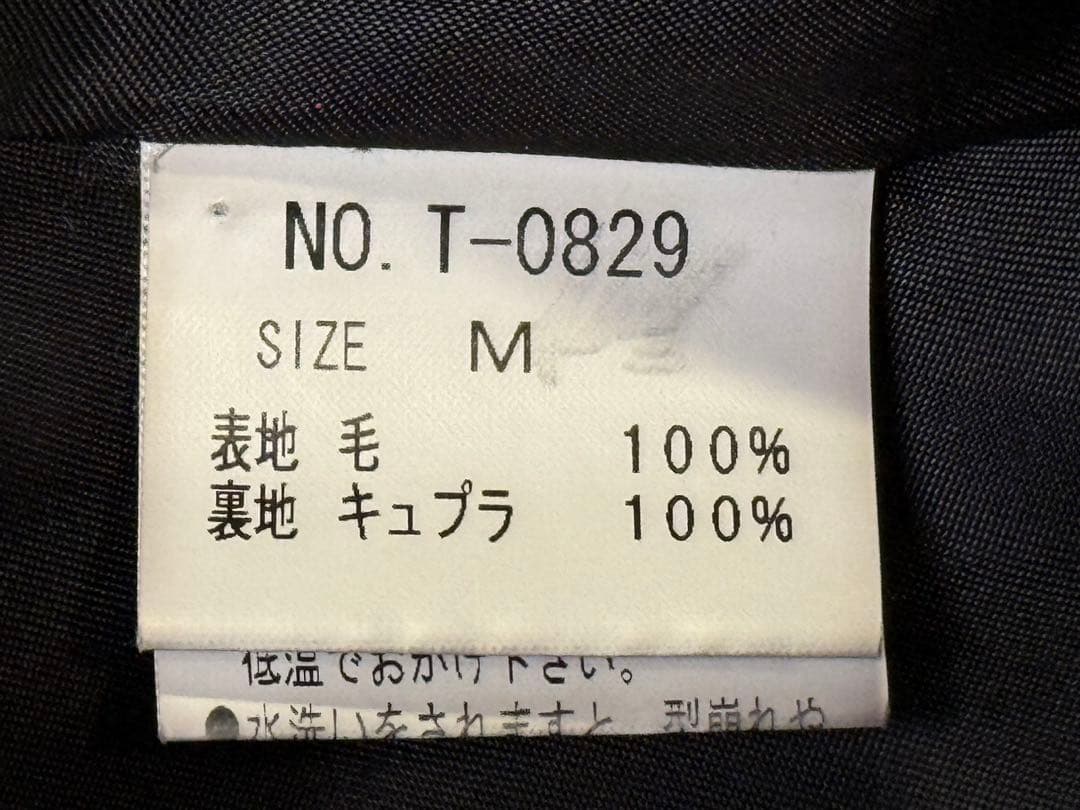 NO. T-0829
SIZE M
表地 毛 100%
裏地 キュプラ 100%
低温でおかけ下さい。
●水洗いをされますと、型崩れや